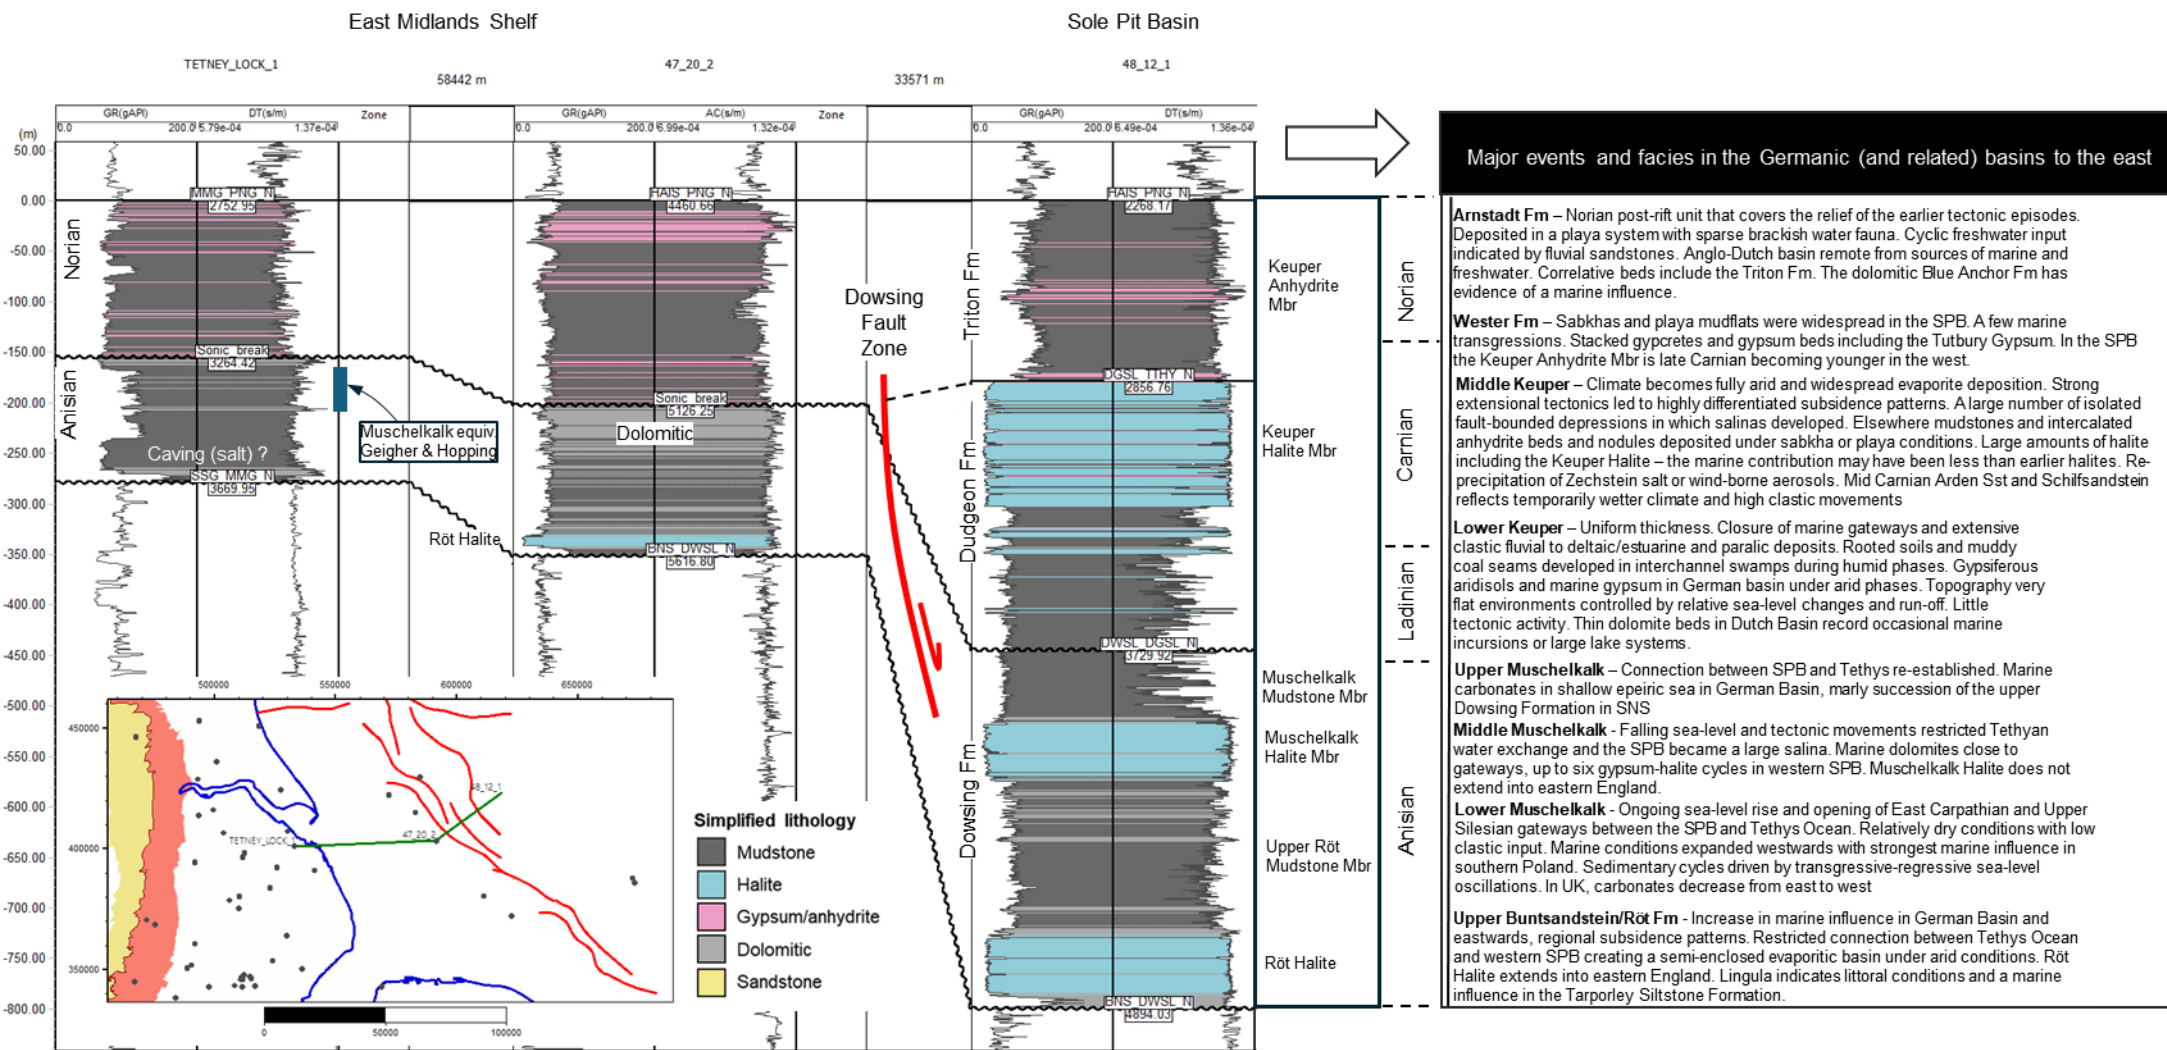 East Midlands Shelf
Sole Pit Basin
TETNEY_LOCK_1
58442 m
47_20_2
33571 m
48_12_1
GR(gAPI) DT(s/m) Zone
0.0 200.0 5.79e-04 1.37e-04
GR(gAPI) AC(s/m) Zone
0.0 200.0 6.99e-04 1.32e-04
GR(gAPI) DT(s/m)
0.0 200.0 6.49e-04 1.36e-04
(m)
50.00
0.00
-50.00
-100.00
-150.00
-200.00
-250.00
-300.00
-350.00
-400.00
-450.00
-500.00
-550.00
-600.00
-650.00
-700.00
-750.00
-800.00
Norian
Anisian
MMG_PNG_N
2752.95
Sonic_break
3264.42
Caving (salt) ?
SSG_MMG_N
3669.95
Muschelkalk equiv.
Geigher & Hopping
Röt Halite
HAIS_PNG_N
4460.66
Sonic_break
5126.25
Dolomitic
BNS_DWSL_N
5616.80
Dowsing
Fault
Zone
Triton Fm
Dudgeon Fm
Dowsing Fm
HAIS_PNG_N
2268.17
DGSL_TTHY_N
2856.76
DWSL_DGSL_N
3729.92
BNS_DWSL_N
4894.03
Keuper
Anhydrite
Mbr
Keuper
Halite Mbr
Muschelkalk
Mudstone Mbr
Muschelkalk
Halite Mbr
Upper Röt
Mudstone Mbr
Röt Halite
Norian
Carnian
Ladinian
Anisian
500000
550000
600000
650000
450000
400000
350000
TETNEY_LOCK
47_20_2
48_12_1
0
50000
100000
Simplified lithology
Mudstone
Halite
Gypsum/anhydrite
Dolomitic
Sandstone
Major events and facies in the Germanic (and related) basins to the east
Arnstadt Fm – Norian post-rift unit that covers the relief of the earlier tectonic episodes.
Deposited in a playa system with sparse brackish water fauna. Cyclic freshwater input
indicated by fluvial sandstones. Anglo-Dutch basin remote from sources of marine and
freshwater. Correlative beds include the Triton Fm. The dolomitic Blue Anchor Fm has
evidence of a marine influence.
Wester Fm – Sabkhas and playa mudflats were widespread in the SPB. A few marine
transgressions. Stacked gypcretes and gypsum beds including the Tutbury Gypsum. In the SPB
the Keuper Anhydrite Mbr is late Carnian becoming younger in the west.
Middle Keuper – Climate becomes fully arid and widespread evaporite deposition. Strong
extensional tectonics led to highly differentiated subsidence patterns. A large number of isolated
fault-bounded depressions in which salinas developed. Elsewhere mudstones and intercalated
anhydrite beds and nodules deposited under sabkha or playa conditions. Large amounts of halite
including the Keuper Halite – the marine contribution may have been less than earlier halites. Re-
precipitation of Zechstein salt or wind-borne aerosols. Mid Carnian Arden Sst and Schilfsandstein
reflects temporarily wetter climate and high clastic movements
Lower Keuper – Uniform thickness. Closure of marine gateways and extensive
clastic fluvial to deltaic/estuarine and paralic deposits. Rooted soils and muddy
coal seams developed in interchannel swamps during humid phases. Gypsiferous
aridisols and marine gypsum in German basin under arid phases. Topography very
flat environments controlled by relative sea-level changes and run-off. Little
tectonic activity. Thin dolomite beds in Dutch Basin record occasional marine
incursions or large lake systems.
Upper Muschelkalk – Connection between SPB and Tethys re-established. Marine
carbonates in shallow epeiric sea in German Basin, marly succession of the upper
Dowsing Formation in SNS
Middle Muschelkalk - Falling sea-level and tectonic movements restricted Tethyan
water exchange and the SPB became a large salina. Marine dolomites close to
gateways, up to six gypsum-halite cycles in western SPB. Muschelkalk Halite does not
extend into eastern England.
Lower Muschelkalk - Ongoing sea-level rise and opening of East Carpathian and Upper
Silesian gateways between the SPB and Tethys Ocean. Relatively dry conditions with low
clastic input. Marine conditions expanded westwards with strongest marine influence in
southern Poland. Sedimentary cycles driven by transgressive-regressive sea-level
oscillations. In UK, carbonates decrease from east to west
Upper Buntsandstein/Röt Fm - Increase in marine influence in German Basin and
eastwards, regional subsidence patterns. Restricted connection between Tethys Ocean
and western SPB creating a semi-enclosed evaporitic basin under arid conditions. Röt
Halite extends into eastern England. Lingula indicates littoral conditions and a marine
influence in the Tarporley Siltstone Formation.